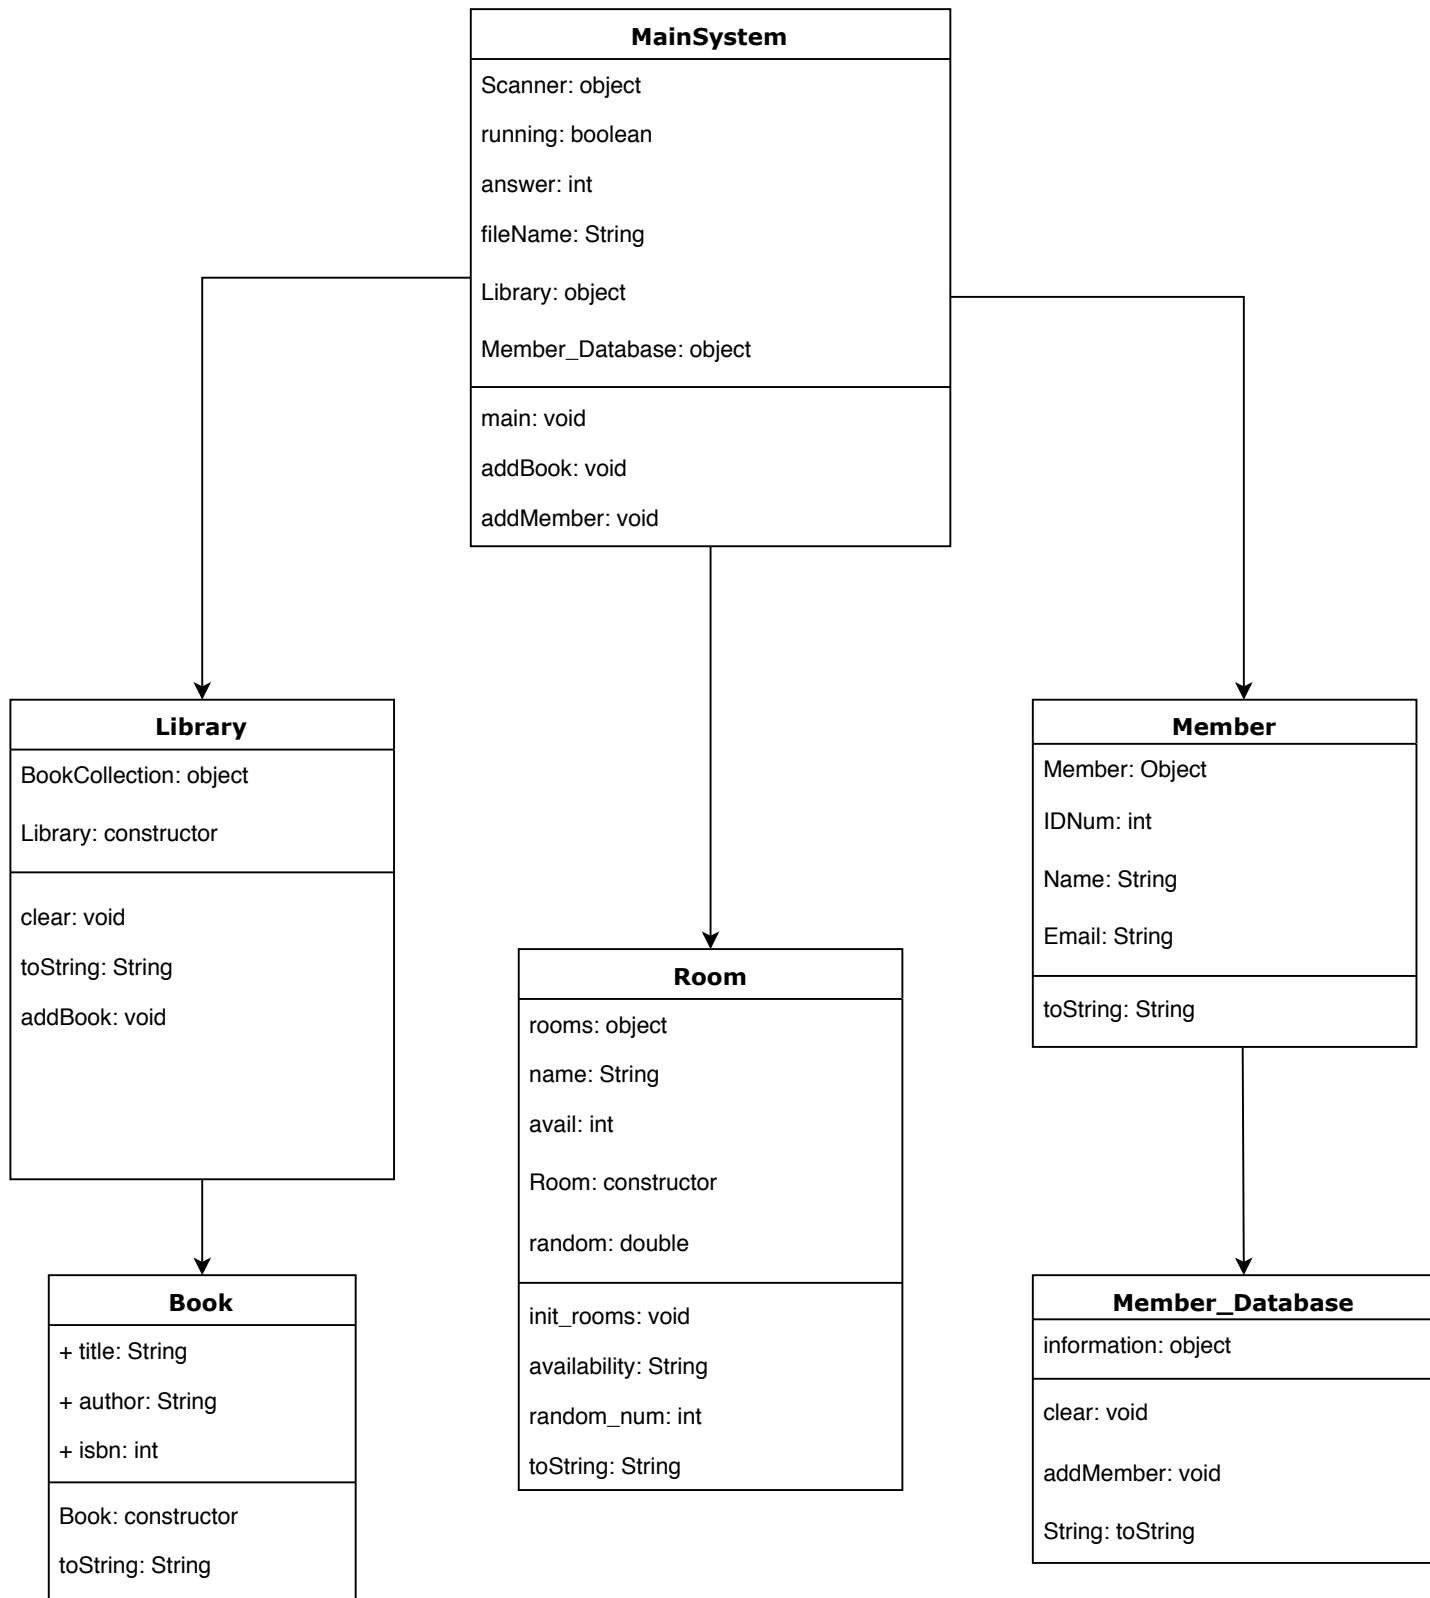 MainSystem
Scanner: object
running: boolean
answer: int
fileName: String
Library: object
Member_Database: object
main: void
addBook: void
addMember: void
Library
BookCollection: object
Library: constructor
clear: void
toString: String
addBook: void
Book
+ title: String
+ author: String
+ isbn: int
Book: constructor
toString: String
Room
rooms: object
name: String
avail: int
Room: constructor
random: double
init_rooms: void
availability: String
random_num: int
toString: String
Member
Member: Object
IDNum: int
Name: String
Email: String
toString: String
Member_Database
information: object
clear: void
addMember: void
String: toString